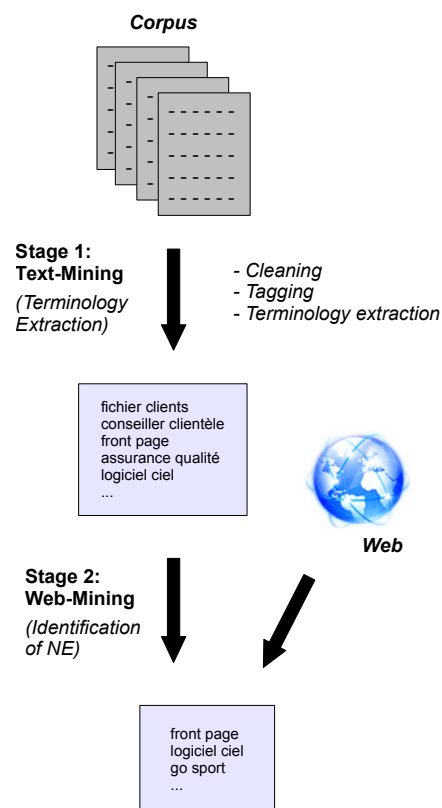 Corpus
Stage 1:
Text-Mining
(Terminology
Extraction)
- Cleaning
- Tagging
- Terminology extraction
fichier clients
conseiller clientèle
front page
assurance qualité
logiciel ciel
...
Web
Stage 2:
Web-Mining
(Identification
of NE)
front page
logiciel ciel
go sport
...